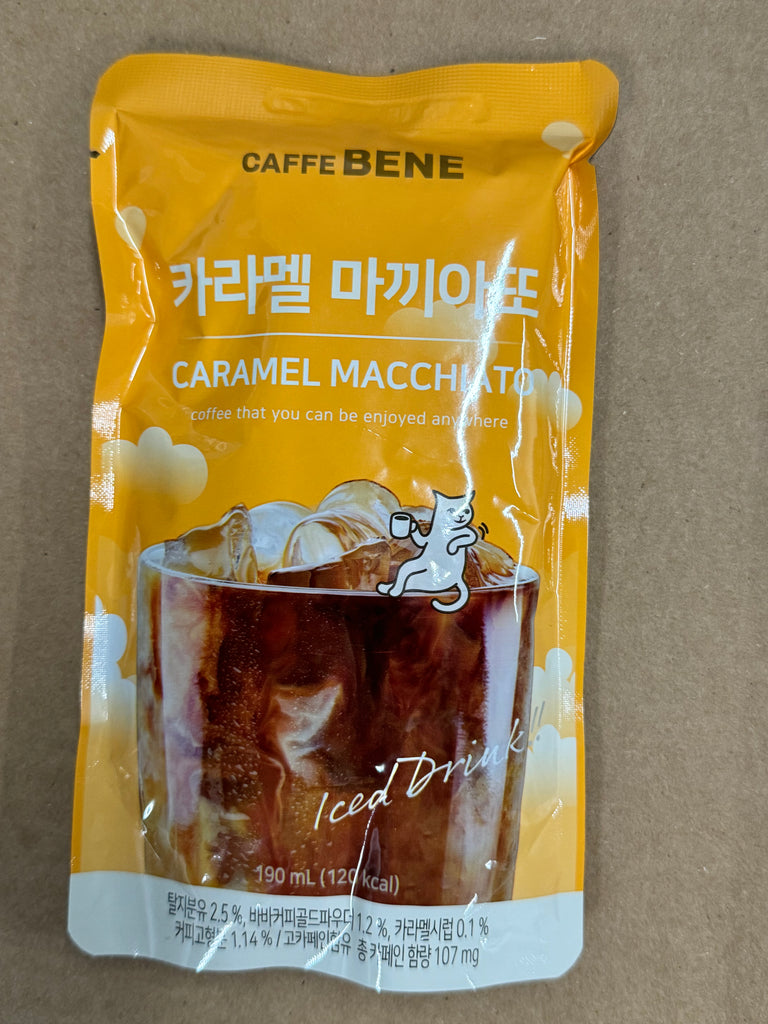 CAFFE BENE
카라멜 마끼아또
CARAMEL MACCHIATO
coffee that you can be enjoyed anywhere
Iced Drink!!
190 mL (120 kcal)
탈지분유 2.5 %, 바바커피골드파우더 1.2 %, 카라멜시럽 0.1 %
커피고형분 1.14 % / 고카페인함유 총 카페인 함량 107 mg